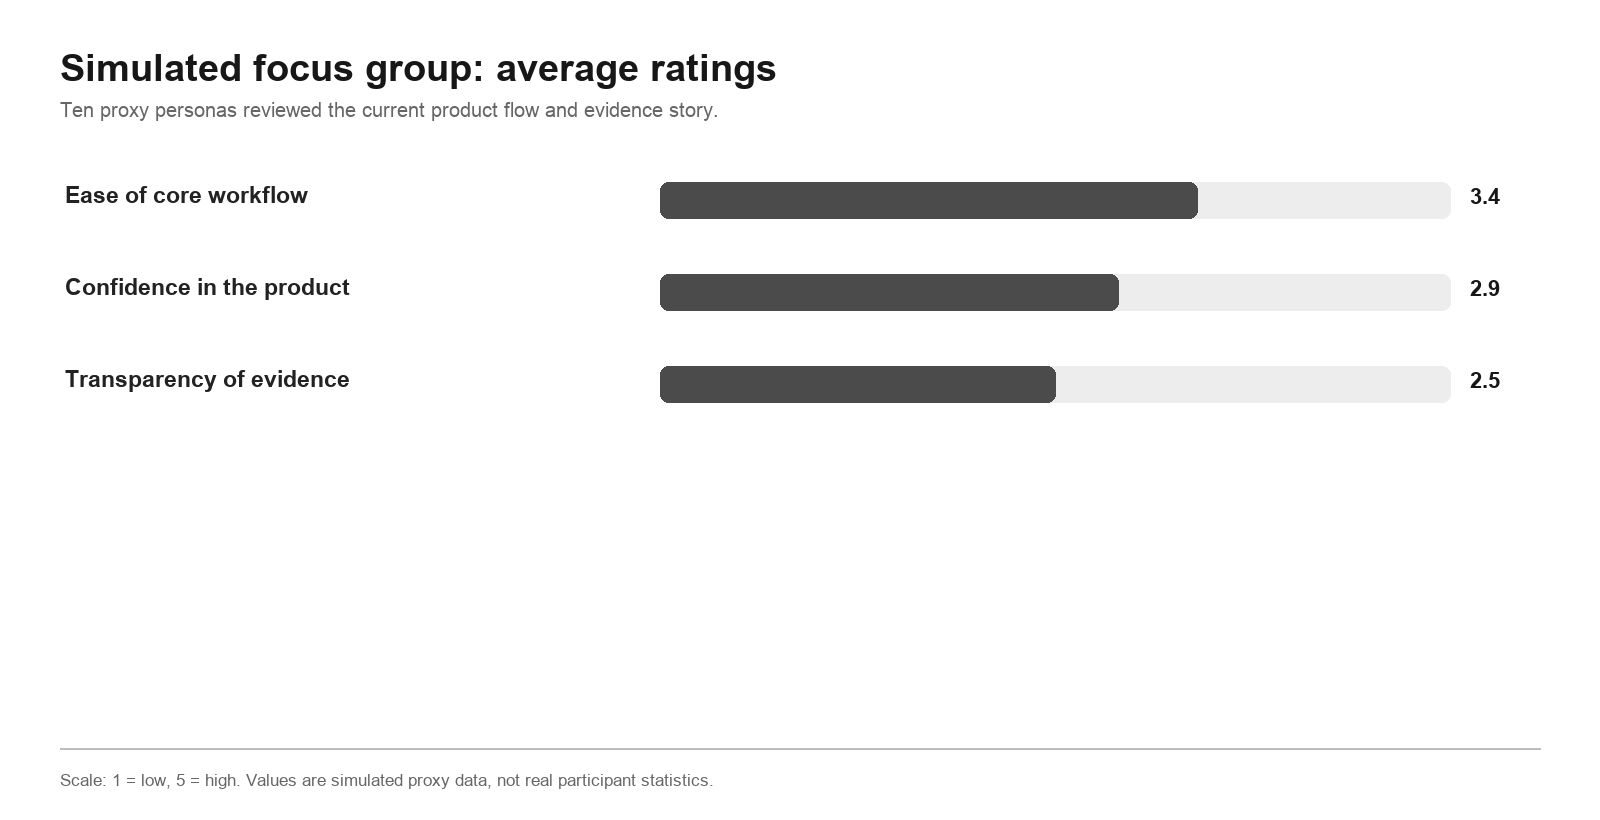 Simulated focus group: average ratings
Ten proxy personas reviewed the current product flow and evidence story.
Ease of core workflow 3.4
Confidence in the product 2.9
Transparency of evidence 2.5
Scale: 1 = low, 5 = high. Values are simulated proxy data, not real participant statistics.